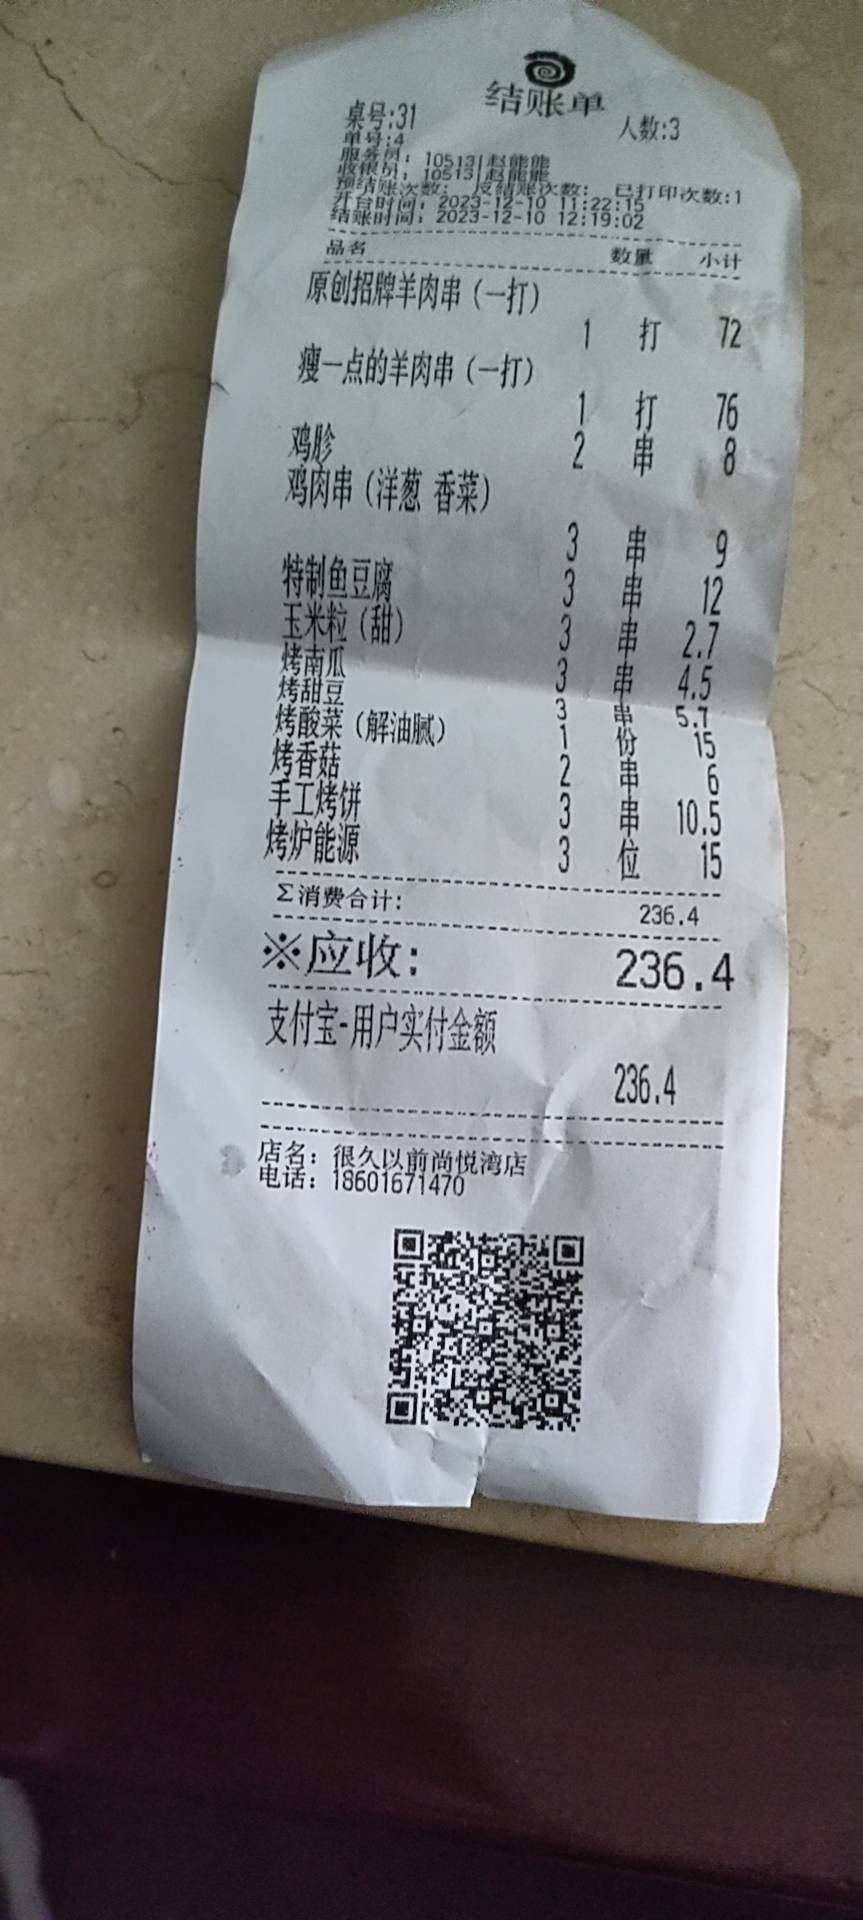 结账单
桌号:31 人数:3
单号:4
服务员: 10513|赵能能
收银员: 10513|赵能能
预结账次数: 反结账次数: 已打印次数:1
开台时间: 2023-12-10 11:22:15
结账时间: 2023-12-10 12:19:02
品名 数量 小计
原创招牌羊肉串(一打)
1 打 72
瘦一点的羊肉串(一打)
1 打 76
鸡胗 2 串 8
鸡肉串(洋葱 香菜)
3 串 9
特制鱼豆腐 3 串 12
玉米粒(甜) 3 串 2.7
烤南瓜 3 串 4.5
烤甜豆 3 串 5.7
烤酸菜(解油腻) 1 份 15
烤香菇 2 串 6
手工烤饼 3 串 10.5
烤炉能源 3 位 15
Σ消费合计: 236.4
※应收: 236.4
支付宝-用户实付金额
236.4
店名: 很久以前尚悦湾店
电话: 18601671470